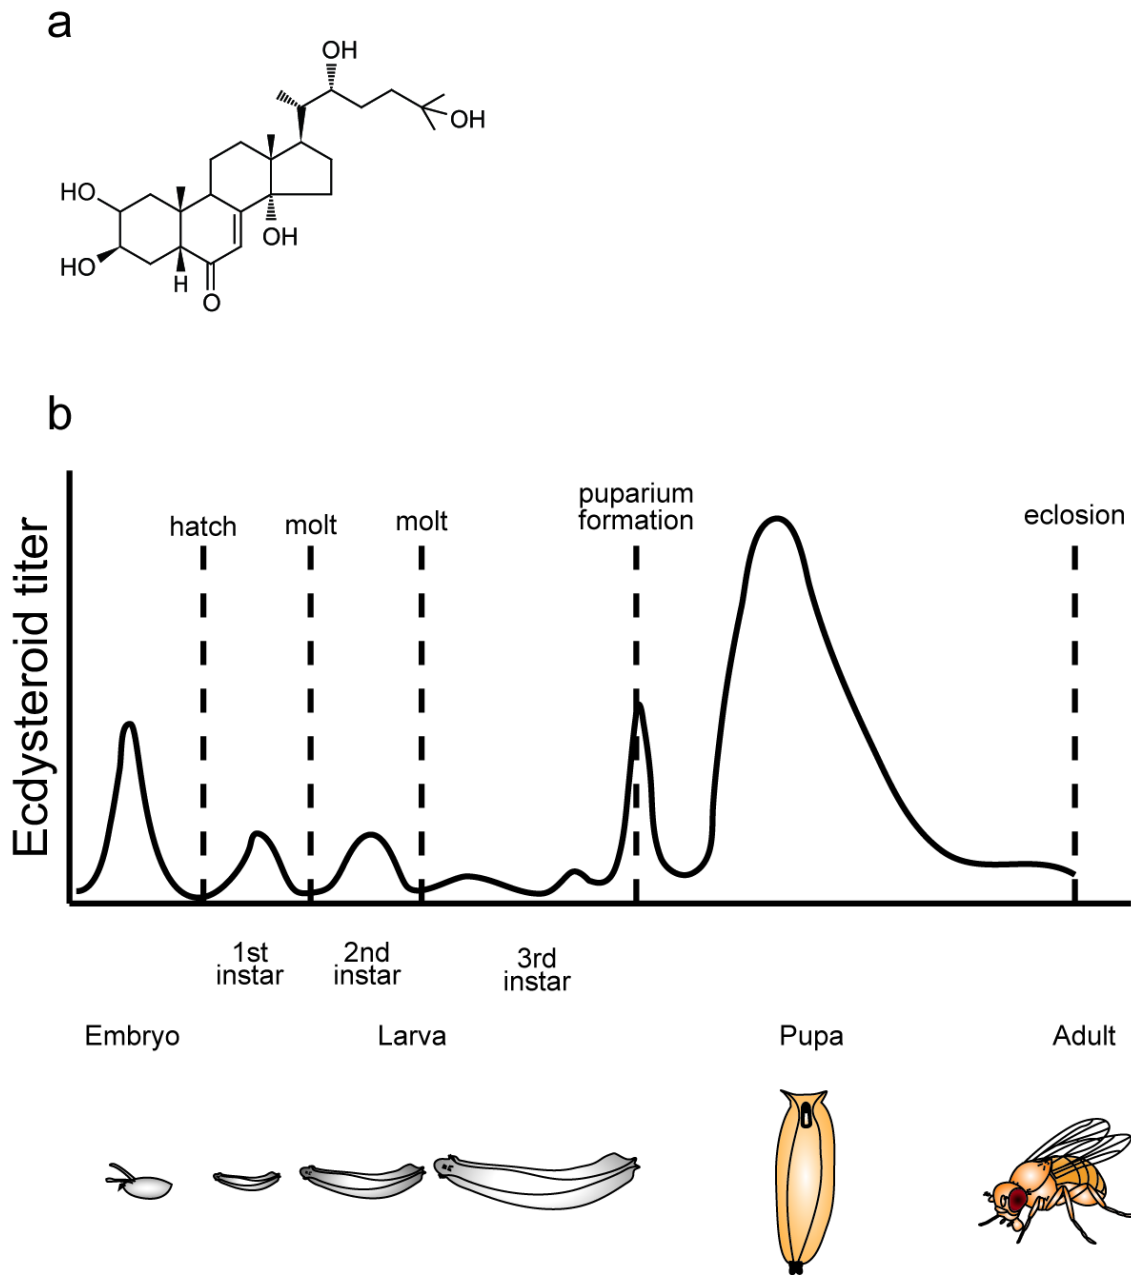 a
OH
OH
HO
OH
HO
H
O
b
Ecdysteroid titer
hatch
molt
molt
puparium
formation
eclosion
1st
instar
2nd
instar
3rd
instar
Embryo
Larva
Pupa
Adult